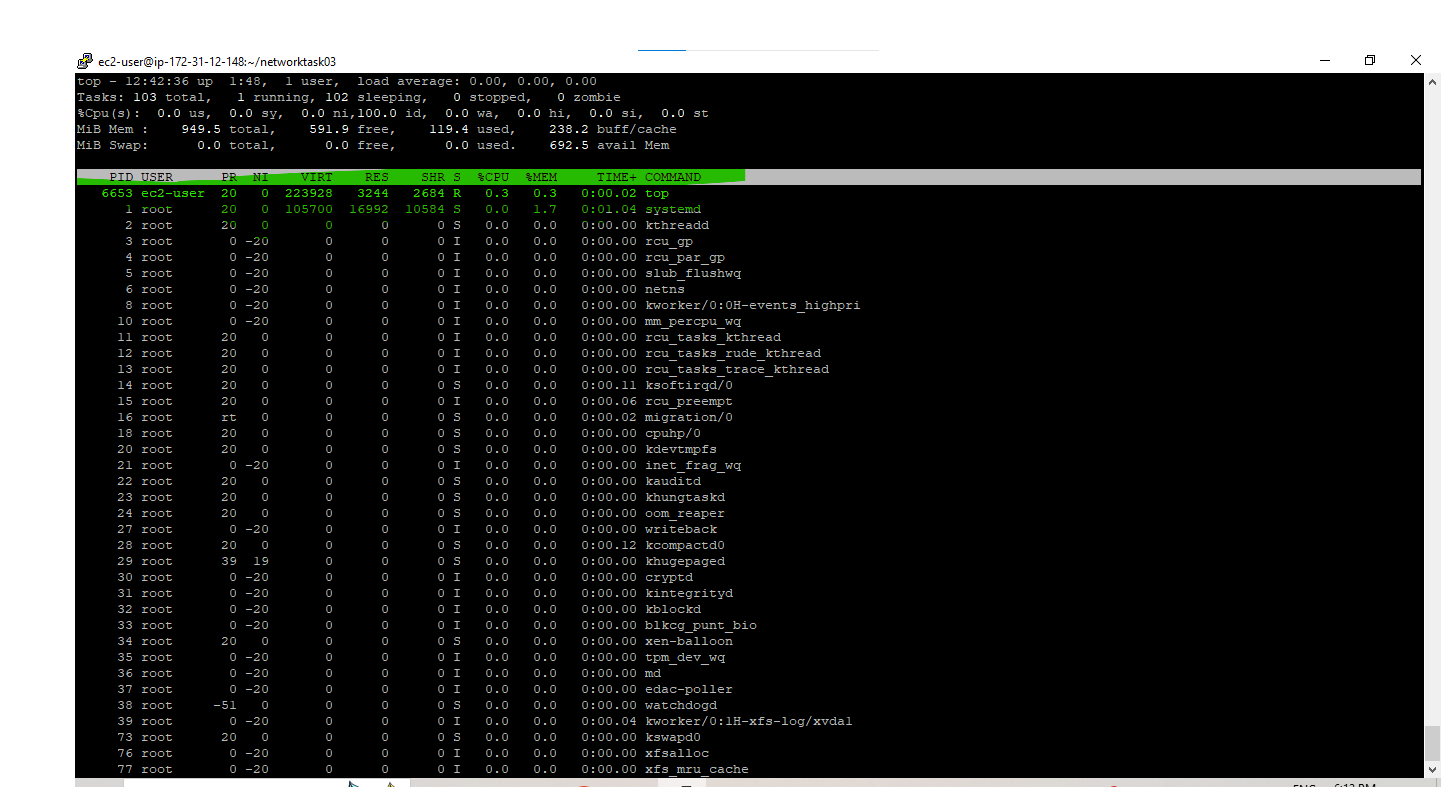 ec2-user@ip-172-31-12-148:~/networktask03
top - 12:42:36 up  1:48,  1 user,  load average: 0.00, 0.00, 0.00
Tasks: 103 total,   1 running, 102 sleeping,   0 stopped,   0 zombie
%Cpu(s):  0.0 us,  0.0 sy,  0.0 ni,100.0 id,  0.0 wa,  0.0 hi,  0.0 si,  0.0 st
MiB Mem :    949.5 total,    591.9 free,    119.4 used,    238.2 buff/cache
MiB Swap:      0.0 total,      0.0 free,      0.0 used.    692.5 avail Mem
PID USER      PR  NI    VIRT    RES    SHR S  %CPU  %MEM     TIME+ COMMAND
6653 ec2-user  20   0  223928   3244   2684 R   0.3   0.3   0:00.02 top
1 root      20   0  105700  16992  10584 S   0.0   1.7   0:01.04 systemd
2 root      20   0       0      0      0 S   0.0   0.0   0:00.00 kthreadd
3 root       0 -20       0      0      0 I   0.0   0.0   0:00.00 rcu_gp
4 root       0 -20       0      0      0 I   0.0   0.0   0:00.00 rcu_par_gp
5 root       0 -20       0      0      0 I   0.0   0.0   0:00.00 slub_flushwq
6 root       0 -20       0      0      0 I   0.0   0.0   0:00.00 netns
8 root       0 -20       0      0      0 I   0.0   0.0   0:00.00 kworker/0:0H-events_highpri
10 root       0 -20       0      0      0 I   0.0   0.0   0:00.00 mm_percpu_wq
11 root      20   0       0      0      0 I   0.0   0.0   0:00.00 rcu_tasks_kthread
12 root      20   0       0      0      0 I   0.0   0.0   0:00.00 rcu_tasks_rude_kthread
13 root      20   0       0      0      0 I   0.0   0.0   0:00.00 rcu_tasks_trace_kthread
14 root      20   0       0      0      0 S   0.0   0.0   0:00.11 ksoftirqd/0
15 root      20   0       0      0      0 I   0.0   0.0   0:00.06 rcu_preempt
16 root      rt   0       0      0      0 S   0.0   0.0   0:00.02 migration/0
18 root      20   0       0      0      0 S   0.0   0.0   0:00.00 cpuhp/0
20 root      20   0       0      0      0 S   0.0   0.0   0:00.00 kdevtmpfs
21 root       0 -20       0      0      0 I   0.0   0.0   0:00.00 inet_frag_wq
22 root      20   0       0      0      0 S   0.0   0.0   0:00.00 kauditd
23 root      20   0       0      0      0 S   0.0   0.0   0:00.00 khungtaskd
24 root      20   0       0      0      0 S   0.0   0.0   0:00.00 oom_reaper
27 root       0 -20       0      0      0 I   0.0   0.0   0:00.00 writeback
28 root      20   0       0      0      0 S   0.0   0.0   0:00.12 kcompactd0
29 root      39  19       0      0      0 S   0.0   0.0   0:00.00 khugepaged
30 root       0 -20       0      0      0 I   0.0   0.0   0:00.00 cryptd
31 root       0 -20       0      0      0 I   0.0   0.0   0:00.00 kintegrityd
32 root       0 -20       0      0      0 I   0.0   0.0   0:00.00 kblockd
33 root       0 -20       0      0      0 I   0.0   0.0   0:00.00 blkcg_punt_bio
34 root      20   0       0      0      0 S   0.0   0.0   0:00.00 xen-balloon
35 root       0 -20       0      0      0 I   0.0   0.0   0:00.00 tpm_dev_wq
36 root       0 -20       0      0      0 I   0.0   0.0   0:00.00 md
37 root       0 -20       0      0      0 I   0.0   0.0   0:00.00 edac-poller
38 root     -51   0       0      0      0 S   0.0   0.0   0:00.00 watchdogd
39 root       0 -20       0      0      0 I   0.0   0.0   0:00.04 kworker/0:1H-xfs-log/xvda1
73 root      20   0       0      0      0 S   0.0   0.0   0:00.00 kswapd0
76 root       0 -20       0      0      0 I   0.0   0.0   0:00.00 xfsalloc
77 root       0 -20       0      0      0 I   0.0   0.0   0:00.00 xfs_mru_cache